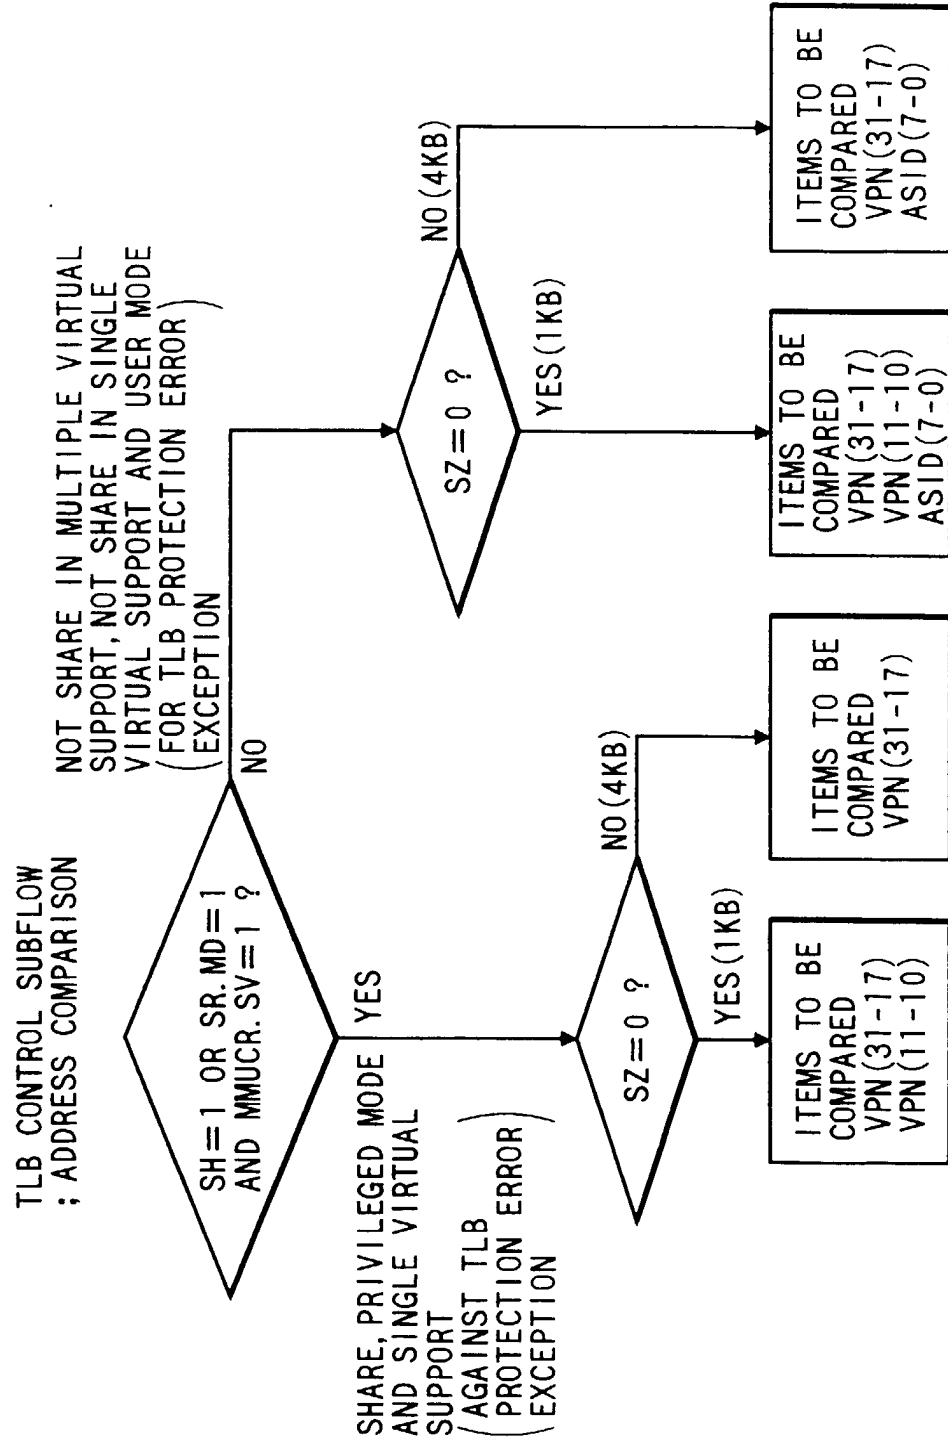 TLB CONTROL SUBFLOW
; ADDRESS COMPARISON
NOT SHARE IN MULTIPLE VIRTUAL
SUPPORT, NOT SHARE IN SINGLE
VIRTUAL SUPPORT AND USER MODE
(FOR TLB PROTECTION ERROR
EXCEPTION)
SH=1 OR SR.MD=1
AND MMUCR.SV=1 ?
NO
YES
SHARE, PRIVILEGED MODE
AND SINGLE VIRTUAL
SUPPORT
(AGAINST TLB
PROTECTION ERROR
EXCEPTION)
SZ=0 ?
NO(4KB)
YES(1KB)
SZ=0 ?
NO(4KB)
YES(1KB)
ITEMS TO BE
COMPARED
VPN(31-17)
VPN(11-10)
ITEMS TO BE
COMPARED
VPN(31-17)
ITEMS TO BE
COMPARED
VPN(31-17)
VPN(11-10)
ASID(7-0)
ITEMS TO BE
COMPARED
VPN(31-17)
ASID(7-0)